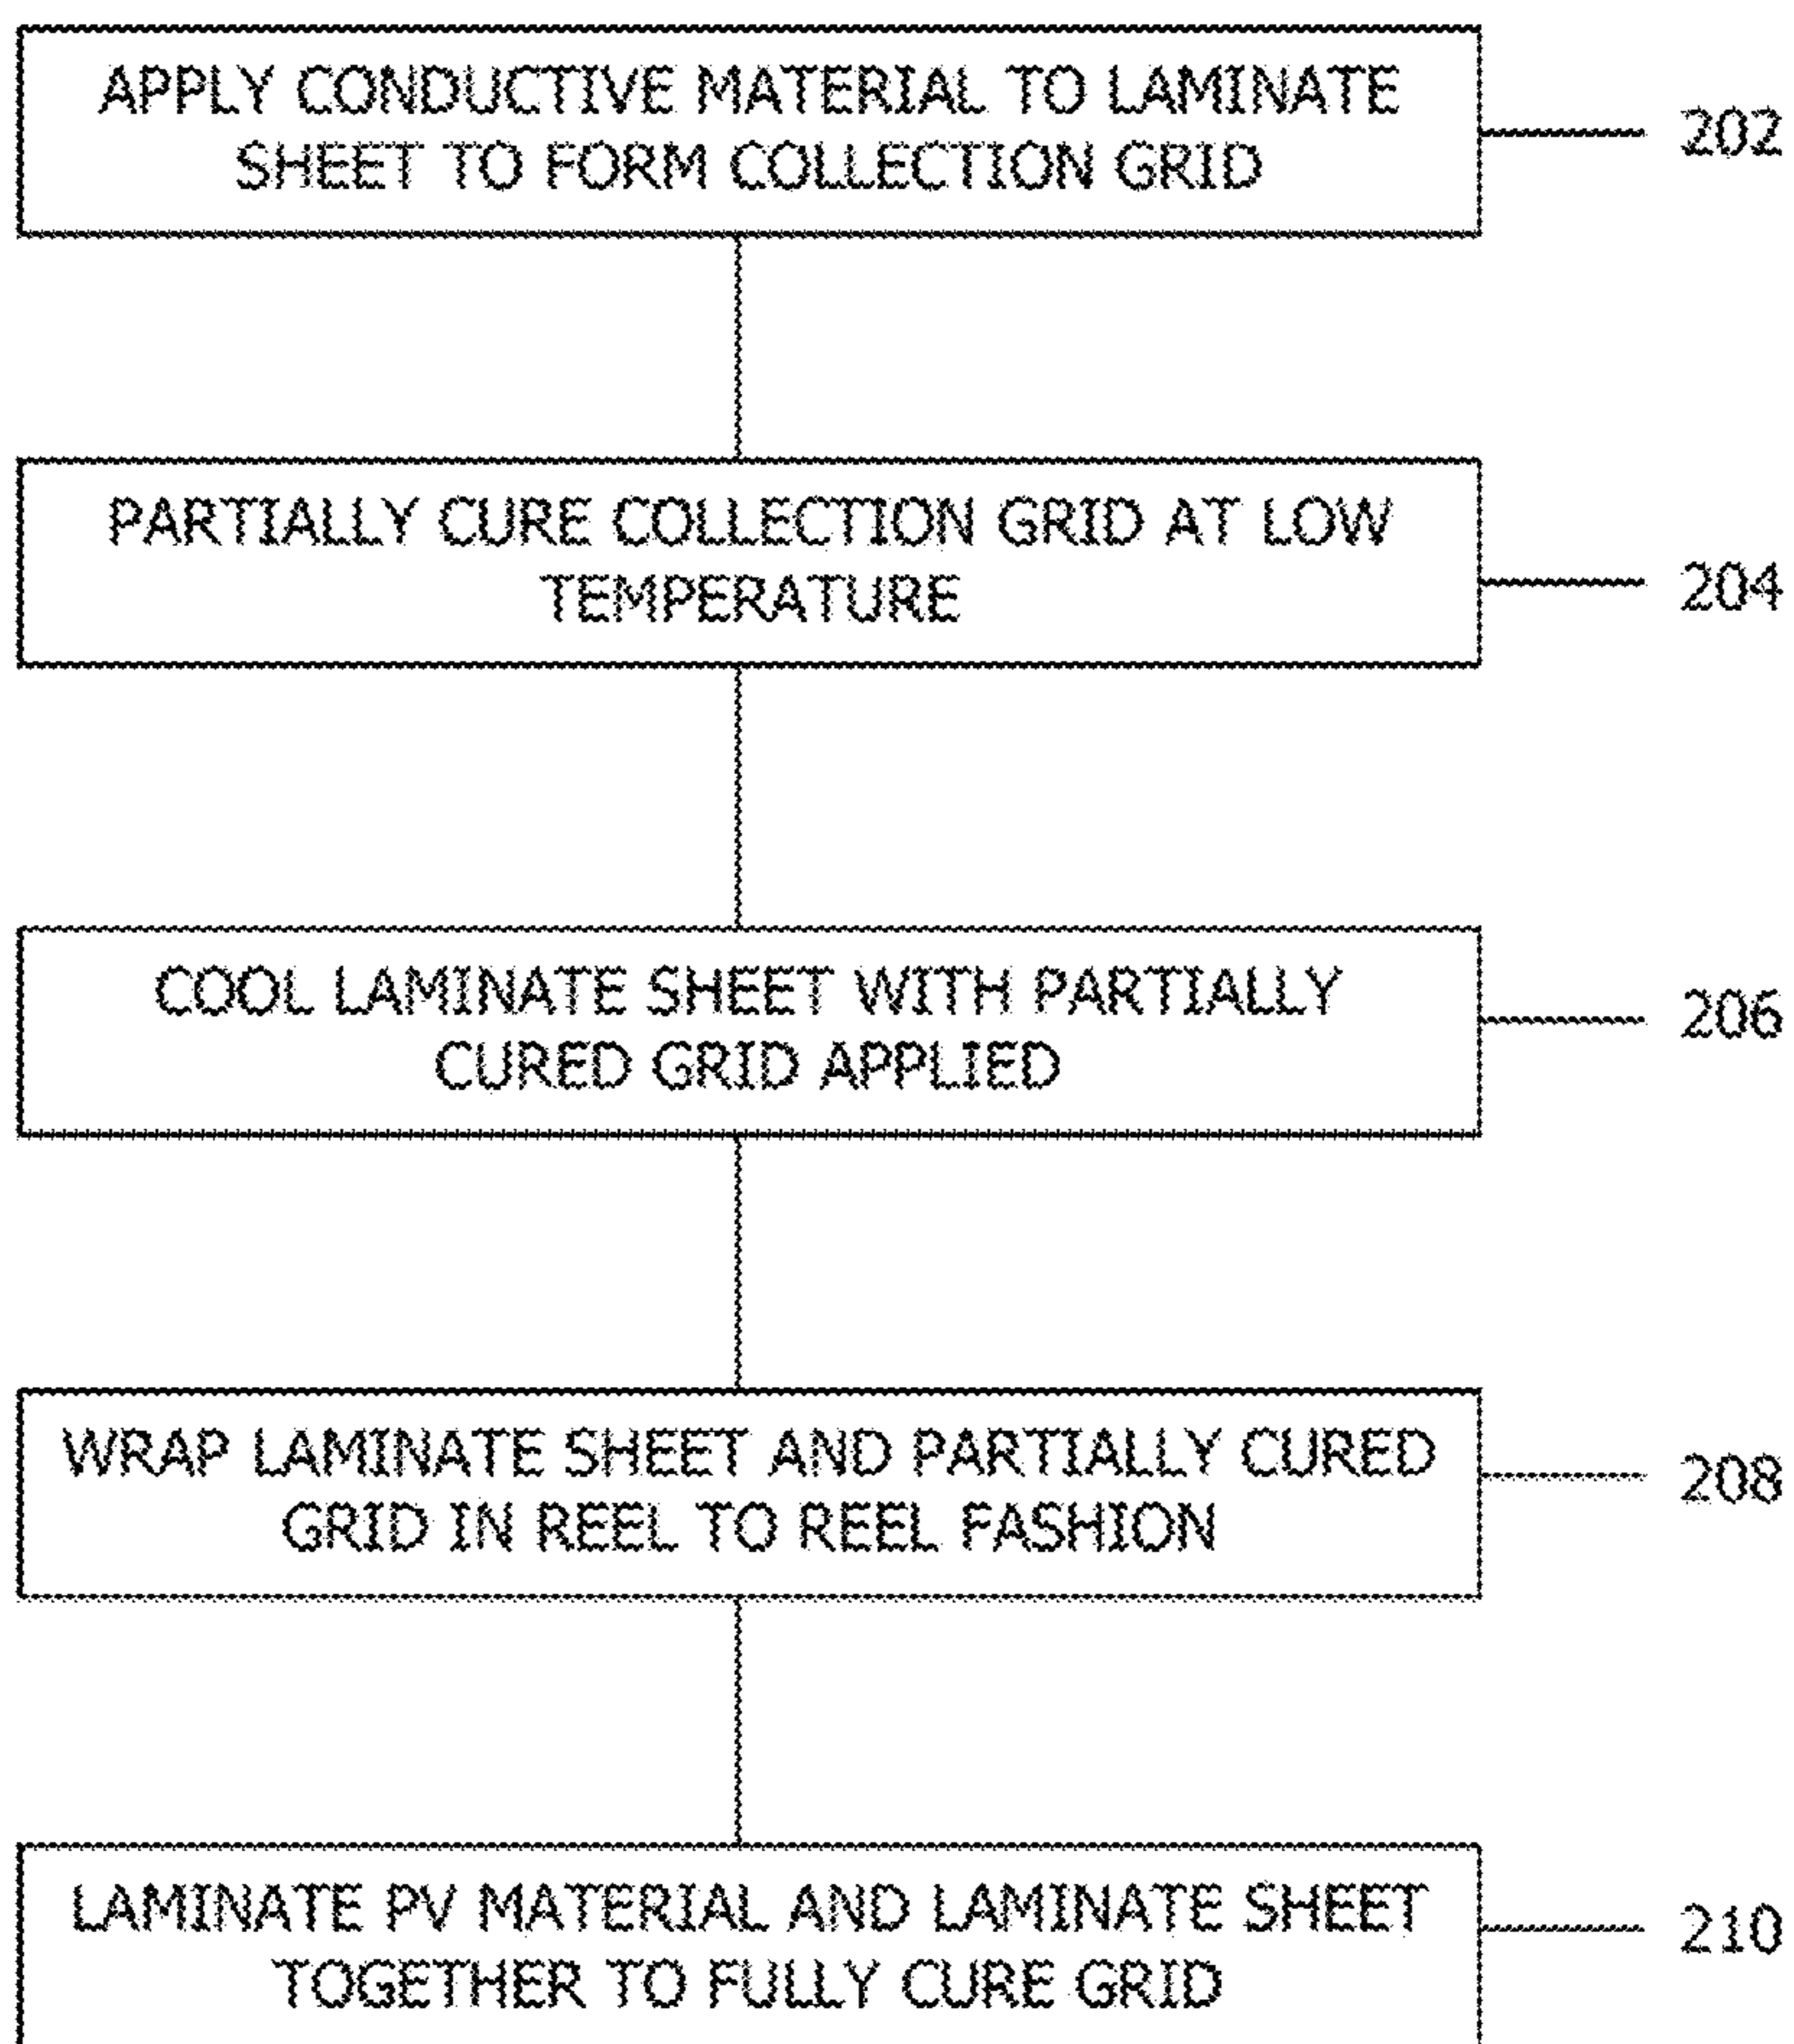 APPLY CONDUCTIVE MATERIAL TO LAMINATE
SHEET TO FORM COLLECTION GRID
202
PARTIALLY CURE COLLECTION GRID AT LOW
TEMPERATURE
204
COOL LAMINATE SHEET WITH PARTIALLY
CURED GRID APPLIED
206
WRAP LAMINATE SHEET AND PARTIALLY CURED
GRID IN REEL TO REEL FASHION
208
LAMINATE PV MATERIAL AND LAMINATE SHEET
TOGETHER TO FULLY CURE GRID
210